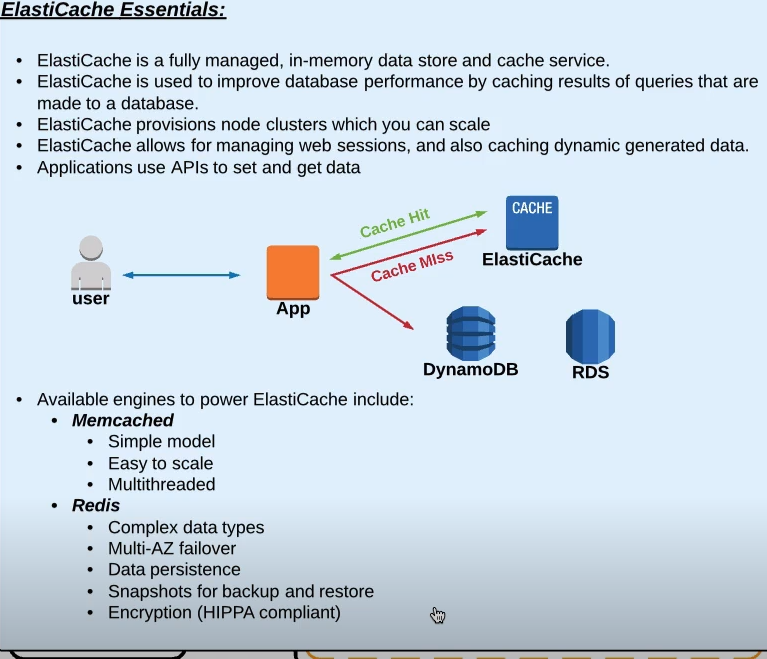 ElastiCache Essentials:
• ElastiCache is a fully managed, in-memory data store and cache service.
• ElastiCache is used to improve database performance by caching results of queries that are
made to a database.
• ElastiCache provisions node clusters which you can scale
• ElastiCache allows for managing web sessions, and also caching dynamic generated data.
• Applications use APIs to set and get data
CACHE
Cache Hit
Cache MIss
ElastiCache
user
App
DynamoDB
RDS
• Available engines to power ElastiCache include:
• Memcached
• Simple model
• Easy to scale
• Multithreaded
• Redis
• Complex data types
• Multi-AZ failover
• Data persistence
• Snapshots for backup and restore
• Encryption (HIPPA compliant)